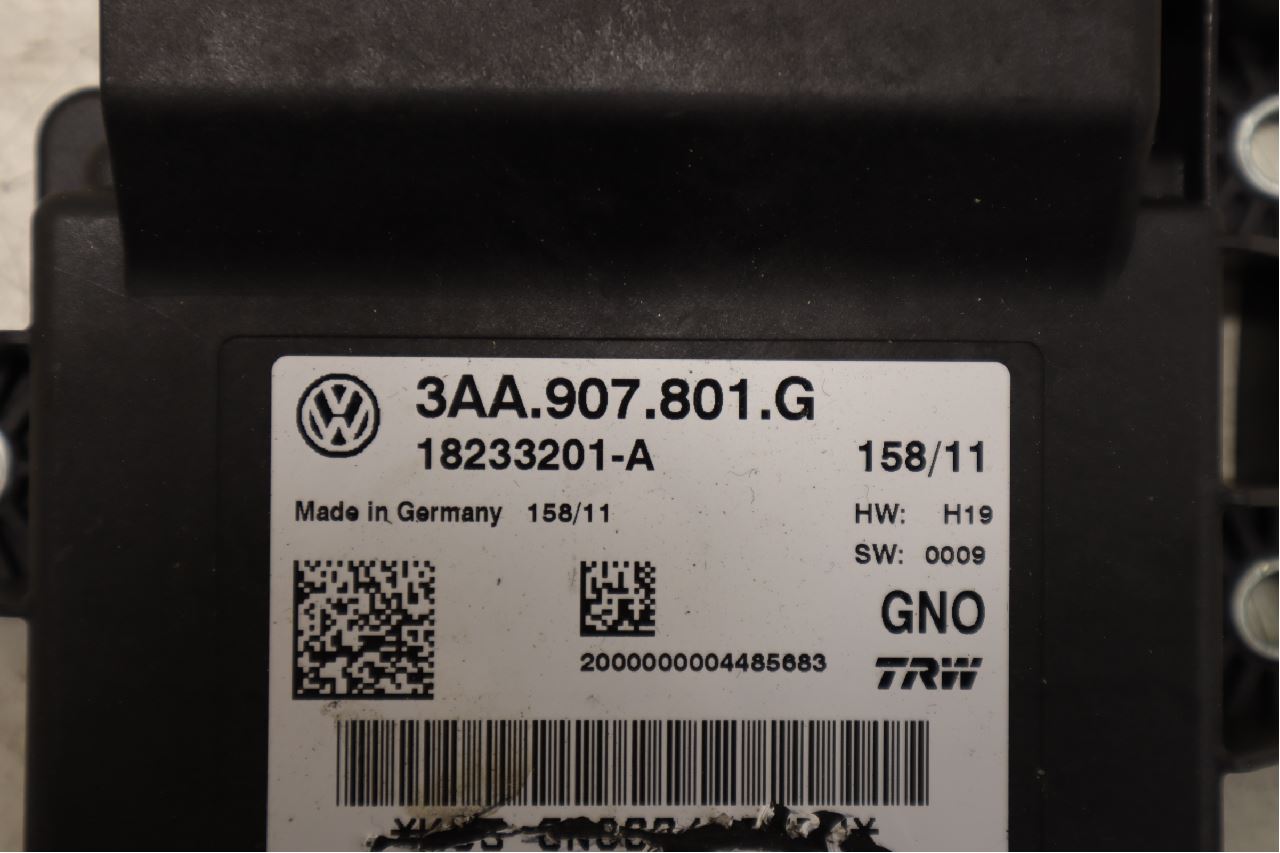 3AA.907.801.G
18233201-A 158/11
Made in Germany 158/11 HW: H19
SW: 0009
GNO
2000000004485683 TRW